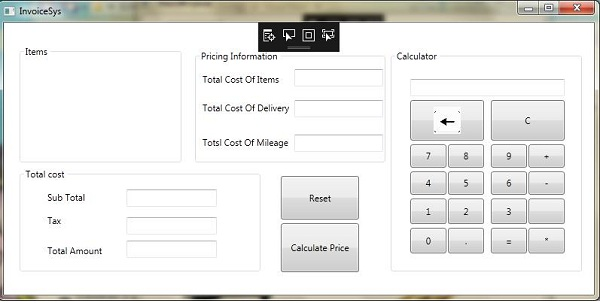 InvoiceSys
Items
Pricing Information
Total Cost Of Items
Total Cost Of Delivery
Totsl Cost Of Mileage
Total cost
Sub Total
Tax
Total Amount
Reset
Calculate Price
Calculator
C
7 8 9 +
4 5 6 -
1 2 3
0 . = *